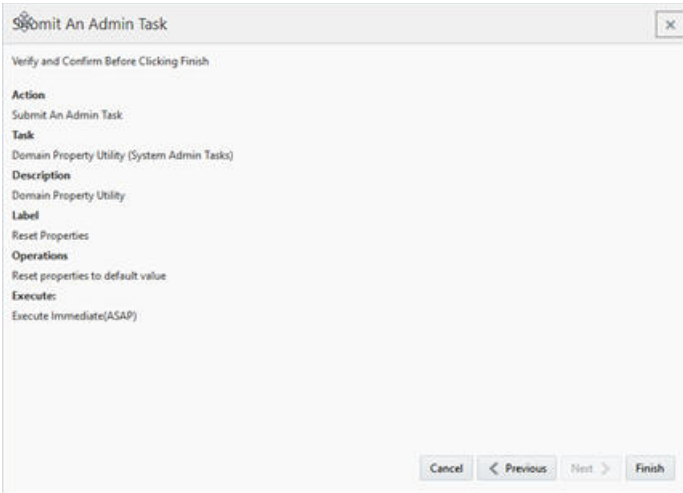 Submit An Admin Task
Verify and Confirm Before Clicking Finish
Action
Submit An Admin Task
Task
Domain Property Utility (System Admin Tasks)
Description
Domain Property Utility
Label
Reset Properties
Operations
Reset properties to default value
Execute:
Execute Immediate(ASAP)
Cancel Previous Next Finish